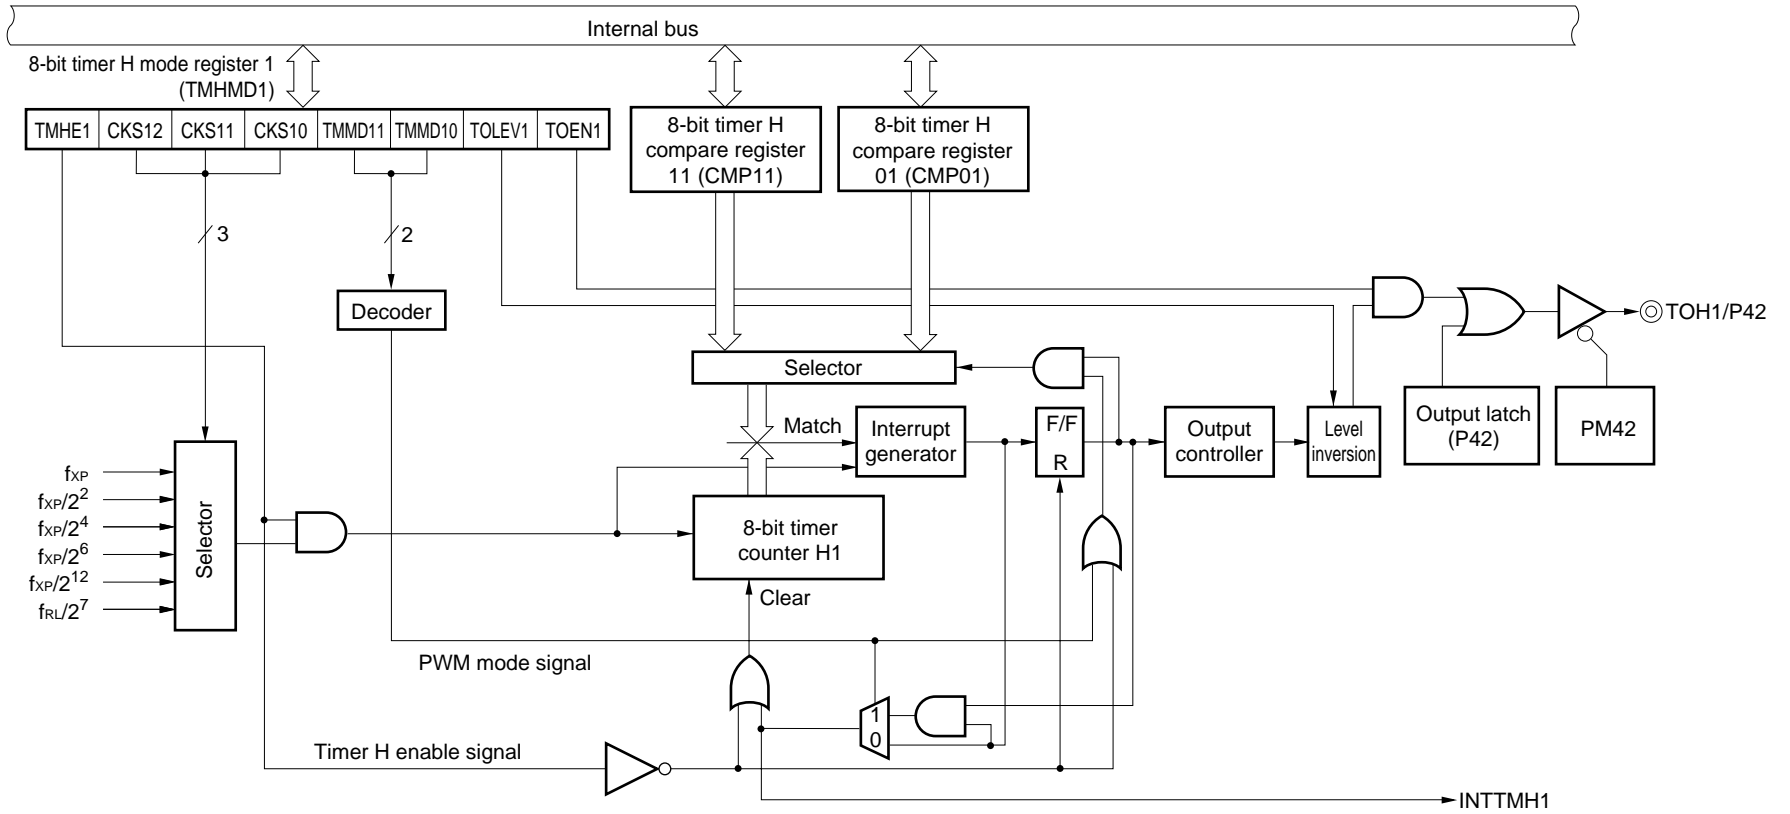 Internal bus
8-bit timer H mode register 1
(TMHMD1)
TMHE1 CKS12 CKS11 CKS10 TMMD11 TMMD10 TOLEV1 TOEN1
8-bit timer H
compare register
11 (CMP11)
8-bit timer H
compare register
01 (CMP01)
3
2
Decoder
TOH1/P42
Selector
Match
Interrupt
generator
F/F
R
Output
controller
Level
inversion
Output latch
(P42)
PM42
fXP
fXP/2^2
fXP/2^4
fXP/2^6
fXP/2^12
fRL/2^7
Selector
8-bit timer
counter H1
Clear
PWM mode signal
1
0
Timer H enable signal
INTTMH1